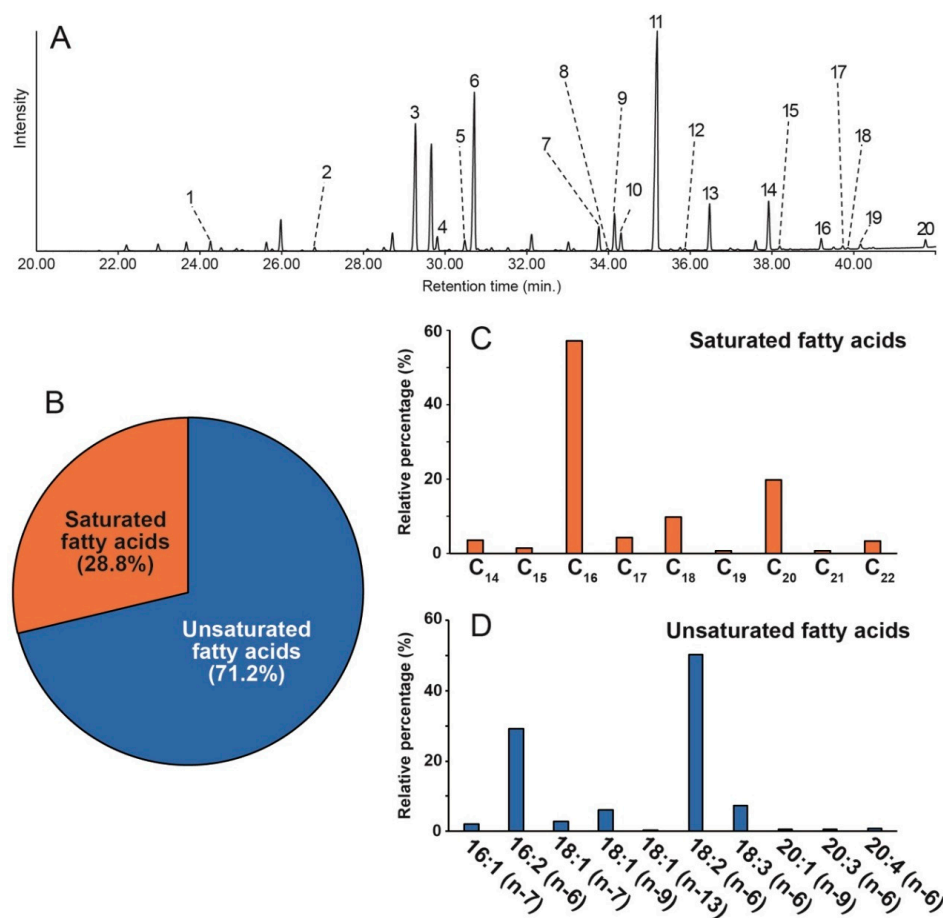 A
Intensity
1
2
3
4
5
6
7
8
9
10
11
12
13
14
15
16
17
18
19
20
20.00 22.00 24.00 26.00 28.00 30.00 32.00 34.00 36.00 38.00 40.00
Retention time (min.)
B
Saturated
fatty acids
(28.8%)
Unsaturated
fatty acids
(71.2%)
C
Saturated fatty acids
Relative percentage (%)
60
40
20
0
C14 C15 C16 C17 C18 C19 C20 C21 C22
D
Unsaturated fatty acids
Relative percentage (%)
60
40
20
0
16:1 (n-7)
16:2 (n-6)
18:1 (n-7)
18:1 (n-9)
18:1 (n-13)
18:2 (n-6)
18:3 (n-6)
20:1 (n-9)
20:3 (n-6)
20:4 (n-6)